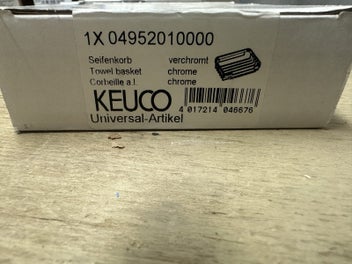 1X 04952010000
Seifenkorb verchromt
Towel basket chrome
Corbeille a.l. chrome
KEUCO
4 017214 046676
Universal-Artikel